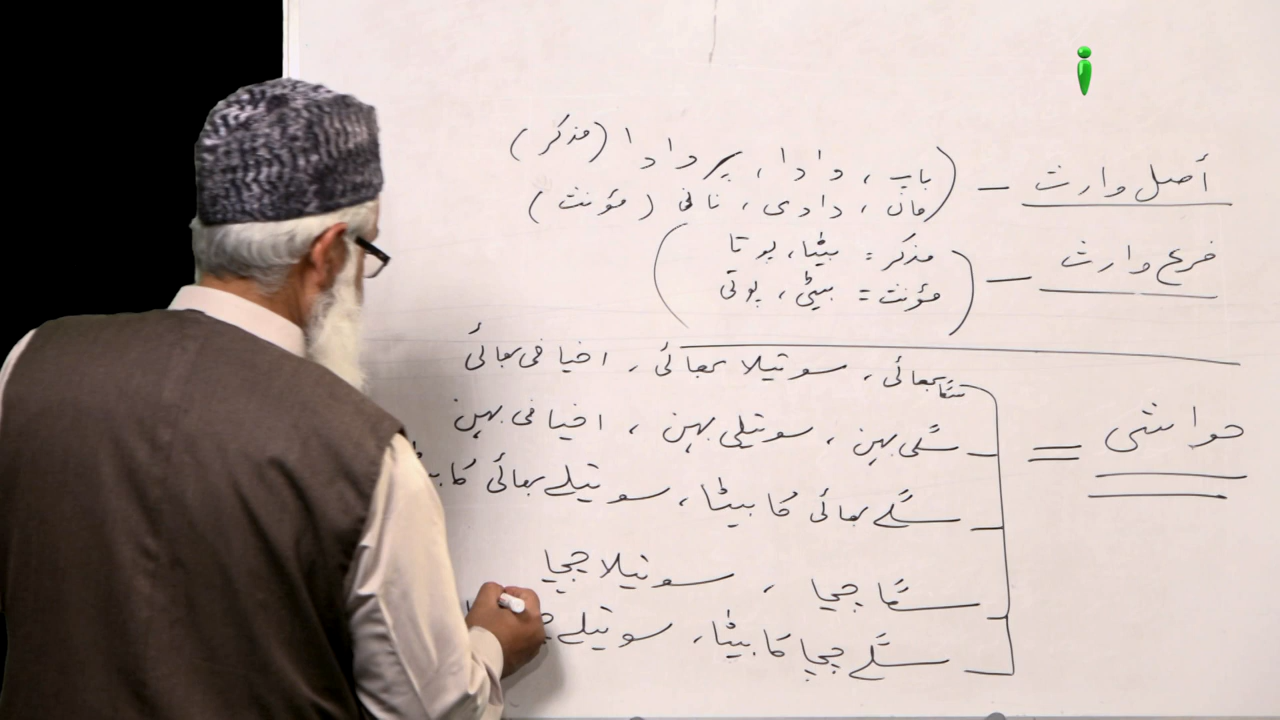 أصل وارث – (باپ ، دادا ، پردادا (مذکر)
ماں ، دادی ، نانی (مؤنث)
فرع وارث – (مذکر = بیٹا، پوتا
مؤنث = بیٹی ، پوتی)
حواشی =
سگا بھائی ، سوتیلا بھائی ، اخیافی بھائی
سگی بہن ، سوتیلی بہن ، اخیافی بہن
سگے بھائی کا بیٹا ، سوتیلے بھائی کا
سگا چچا ، سوتیلا چچا
سگے چچا کا بیٹا ، سوتیلے